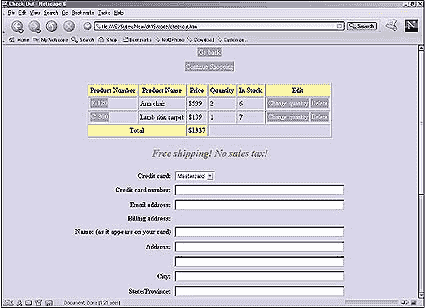 Check Out - Netscape 6
File Edit View Search Go Bookmarks Tasks Help
Search
Home My Netscape Search Shop Bookmarks Net2Phone Download Customize...
Go back
Continue Shopping
Product Number Product Name Price Quantity In Stock Edit
Arm chair $599 2 6 Change quantity Delete
Lamb skin carpet $139 1 7 Change quantity Delete
Total $1337
Free shipping! No sales tax!
Credit card: Mastercard
Credit card number:
Email address:
Billing address:
Name: (as it appears on your card)
Address:
City:
State/Province:
Document: Done